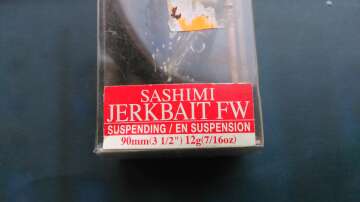 SASHIMI
JERKBAIT FW
SUSPENDING / EN SUSPENSION
90mm(3 1/2") 12g(7/16oz)